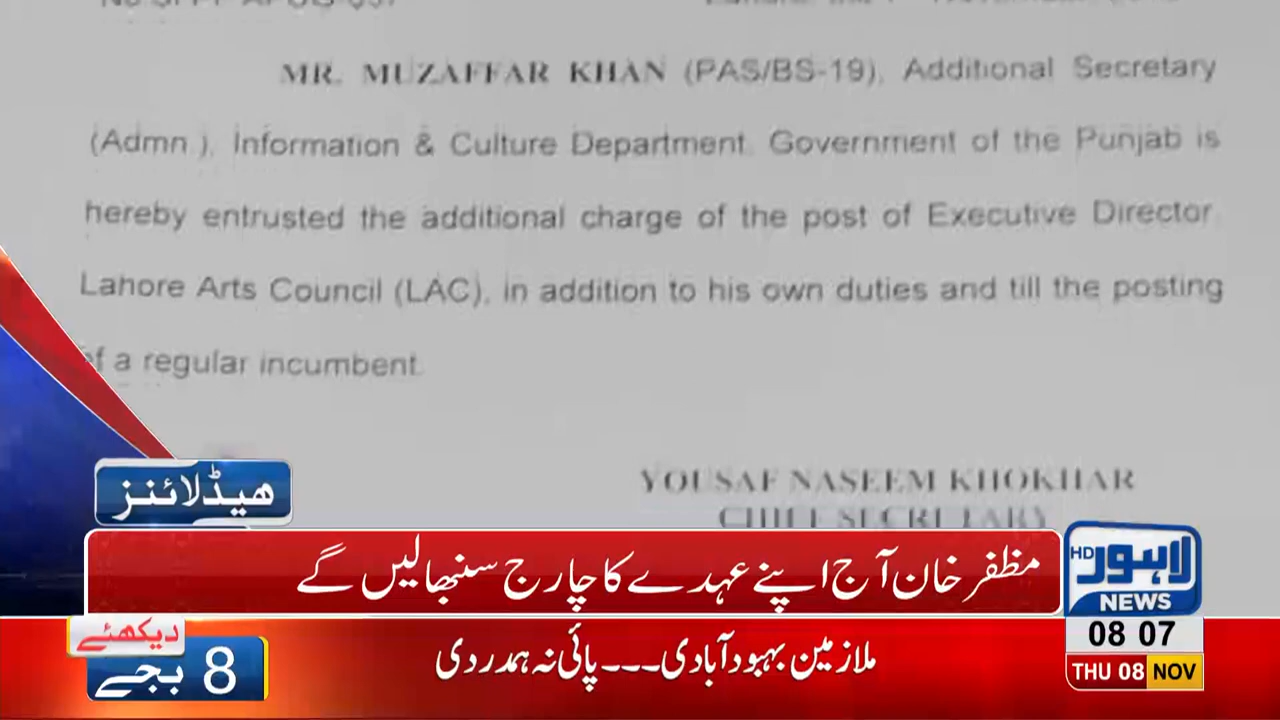 MR. MUZAFFAR KHAN (PAS/BS-19), Additional Secretary
(Admn.), Information & Culture Department, Government of the Punjab is
hereby entrusted the additional charge of the post of Executive Director,
Lahore Arts Council (LAC), in addition to his own duties and till the posting
of a regular incumbent.
YOUSAF NASEEM KHOKHAR
CHIEF SECRETARY
ہیڈلائنز
مظفر خان آج اپنے عہدے کا چارج سنبھالیں گے
لاہور HD
NEWS
08 07
THU 08 NOV
دیکھئے
8 بجے
ملازمین بہبود آبادی۔۔۔ پائی نہ ہمدردی